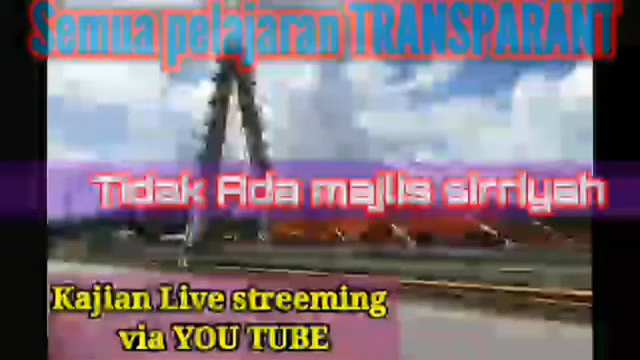 Semua pelajaran TRANSPARANT
Tidak Ada majlis sirriyah
Kajian Live streeming
via YOU TUBE